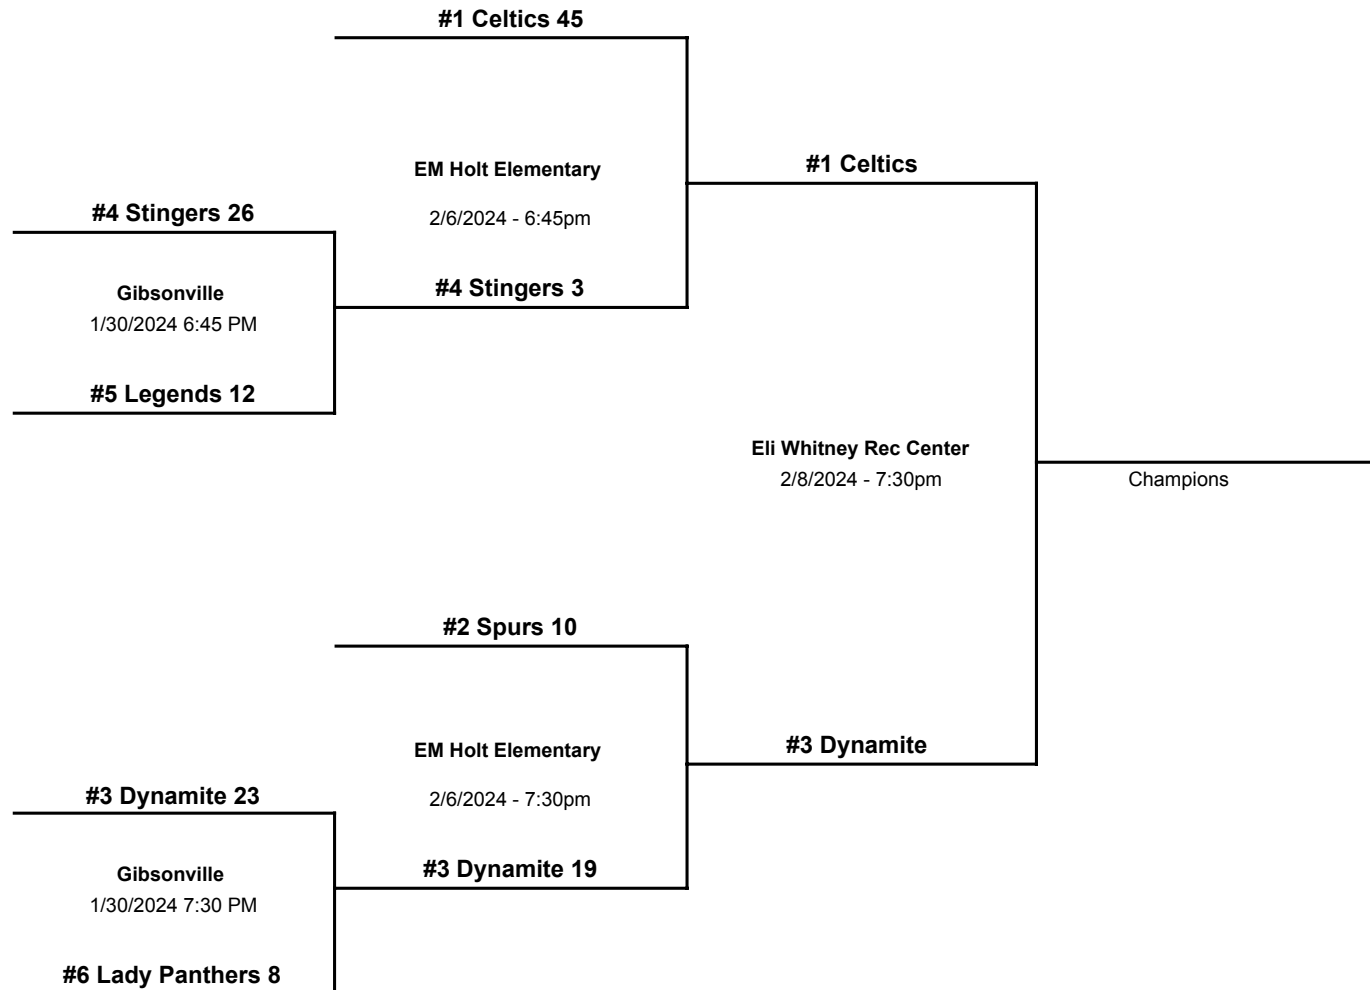 #1 Celtics 45
EM Holt Elementary
2/6/2024 - 6:45pm
#1 Celtics
#4 Stingers 26
Gibsonville
1/30/2024 6:45 PM
#4 Stingers 3
#5 Legends 12
Eli Whitney Rec Center
2/8/2024 - 7:30pm
Champions
#2 Spurs 10
EM Holt Elementary
2/6/2024 - 7:30pm
#3 Dynamite
#3 Dynamite 23
Gibsonville
1/30/2024 7:30 PM
#3 Dynamite 19
#6 Lady Panthers 8